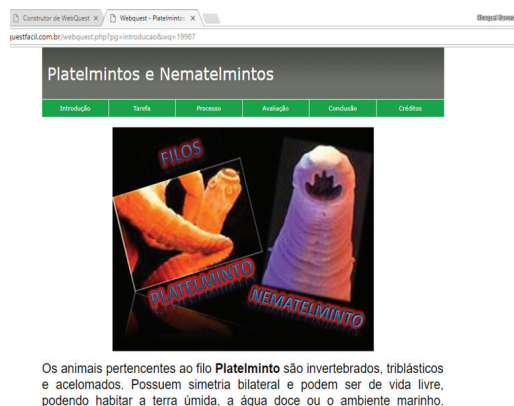 Construtor de WebQuest
Webquest - Platelmintos
uestfacil.com.br/webquest.php?pg=introducao&wq=19987
Platelmintos e Nematelmintos
Introdução Tarefa Processo Avaliação Conclusão Créditos
FILOS
PLATELMINTO
NEMATELMINTO
Os animais pertencentes ao filo Platelminto são invertebrados, triblásticos
e acelomados. Possuem simetria bilateral e podem ser de vida livre,
podendo habitar a terra úmida, a água doce ou o ambiente marinho.